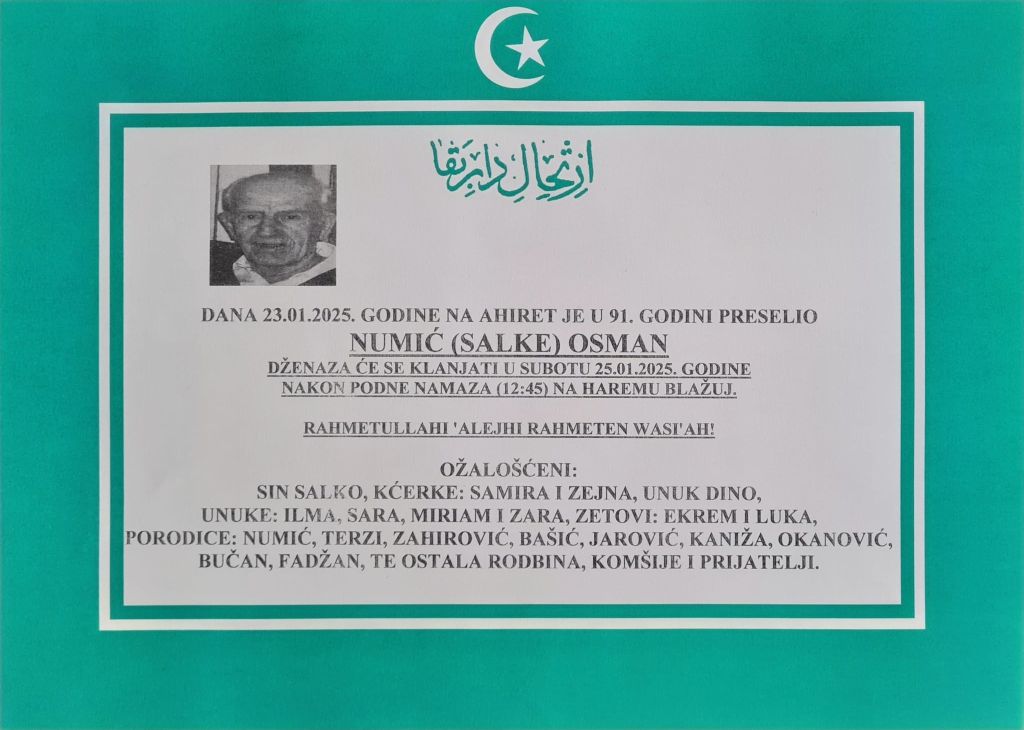 ارتحال دار بقا
DANA 23.01.2025. GODINE NA AHIRET JE U 91. GODINI PRESELIO
NUMIĆ (SALKE) OSMAN
DŽENAZA ĆE SE KLANJATI U SUBOTU 25.01.2025. GODINE
NAKON PODNE NAMAZA (12:45) NA HAREMU BLAŽUJ.
RAHMETULLAHI 'ALEJHI RAHMETEN WASI'AH!
OŽALOŠĆENI:
SIN SALKO, KĆERKE: SAMIRA I ZEJNA, UNUK DINO,
UNUKE: ILMA, SARA, MIRIAM I ZARA, ZETOVI: EKREM I LUKA,
PORODICE: NUMIĆ, TERZI, ZAHIROVIĆ, BAŠIĆ, JAROVIĆ, KANIŽA, OKANOVIĆ,
BUČAN, FADŽAN, TE OSTALA RODBINA, KOMŠIJE I PRIJATELJI.